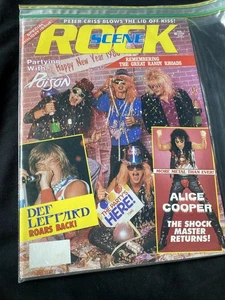 PETER CRISS BLOWS THE LID OFF KISS!
ROCK
SCENE
Partying
With
POISON
Happy New Year
REMEMBERING
THE GREAT RANDY RHOADS
DEF
LEPPARD
ROARS BACK!
HERE!
MORE METAL THAN EVER!
ALICE
COOPER
THE SHOCK
MASTER
RETURNS!